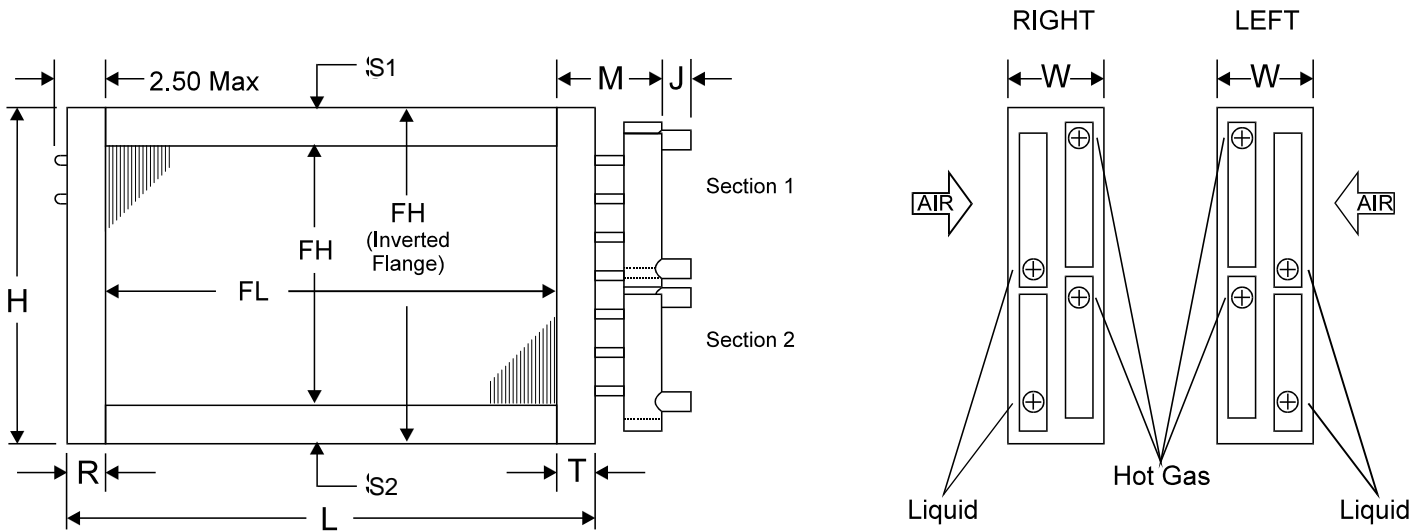 RIGHT
LEFT
2.50 Max
S1
M
J
W
W
Section 1
AIR
AIR
FH
(Inverted
Flange)
FH
FL
H
Section 2
R
T
S2
L
Hot Gas
Liquid
Liquid